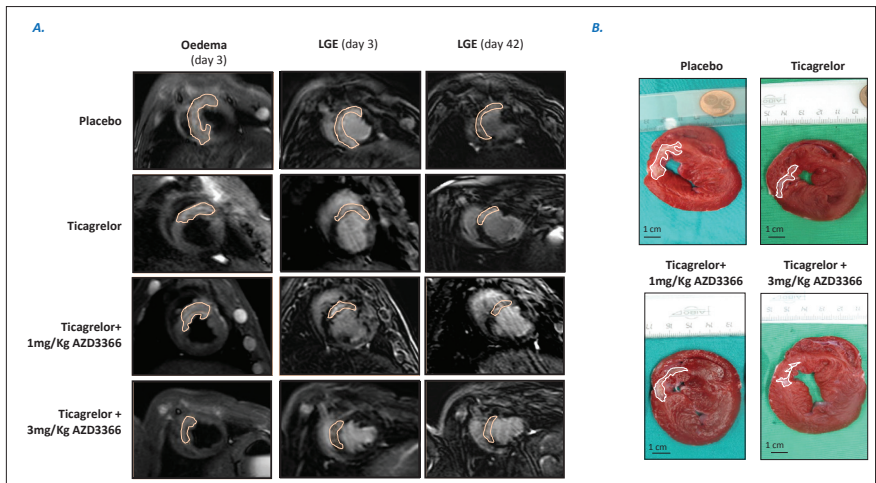 A.
Oedema
(day 3)
LGE (day 3)
LGE (day 42)
Placebo
Ticagrelor
Ticagrelor+
1mg/Kg AZD3366
Ticagrelor +
3mg/Kg AZD3366
B.
Placebo
Ticagrelor
1 cm
1 cm
Ticagrelor+
1mg/Kg AZD3366
Ticagrelor +
3mg/Kg AZD3366
1 cm
1 cm